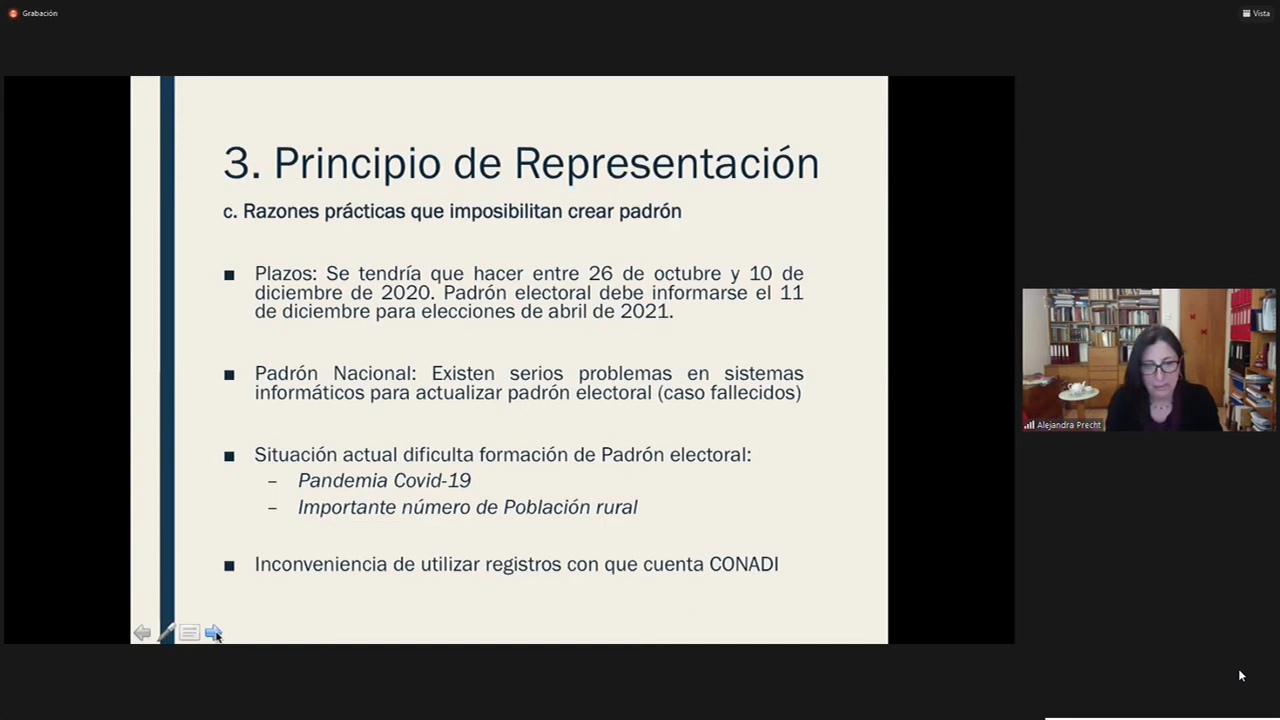 Grabación
Vista
3. Principio de Representación
c. Razones prácticas que imposibilitan crear padrón
■ Plazos: Se tendría que hacer entre 26 de octubre y 10 de
diciembre de 2020. Padrón electoral debe informarse el 11
de diciembre para elecciones de abril de 2021.
■ Padrón Nacional: Existen serios problemas en sistemas
informáticos para actualizar padrón electoral (caso fallecidos)
■ Situación actual dificulta formación de Padrón electoral:
– Pandemia Covid-19
– Importante número de Población rural
■ Inconveniencia de utilizar registros con que cuenta CONADI
Alejandra Precht